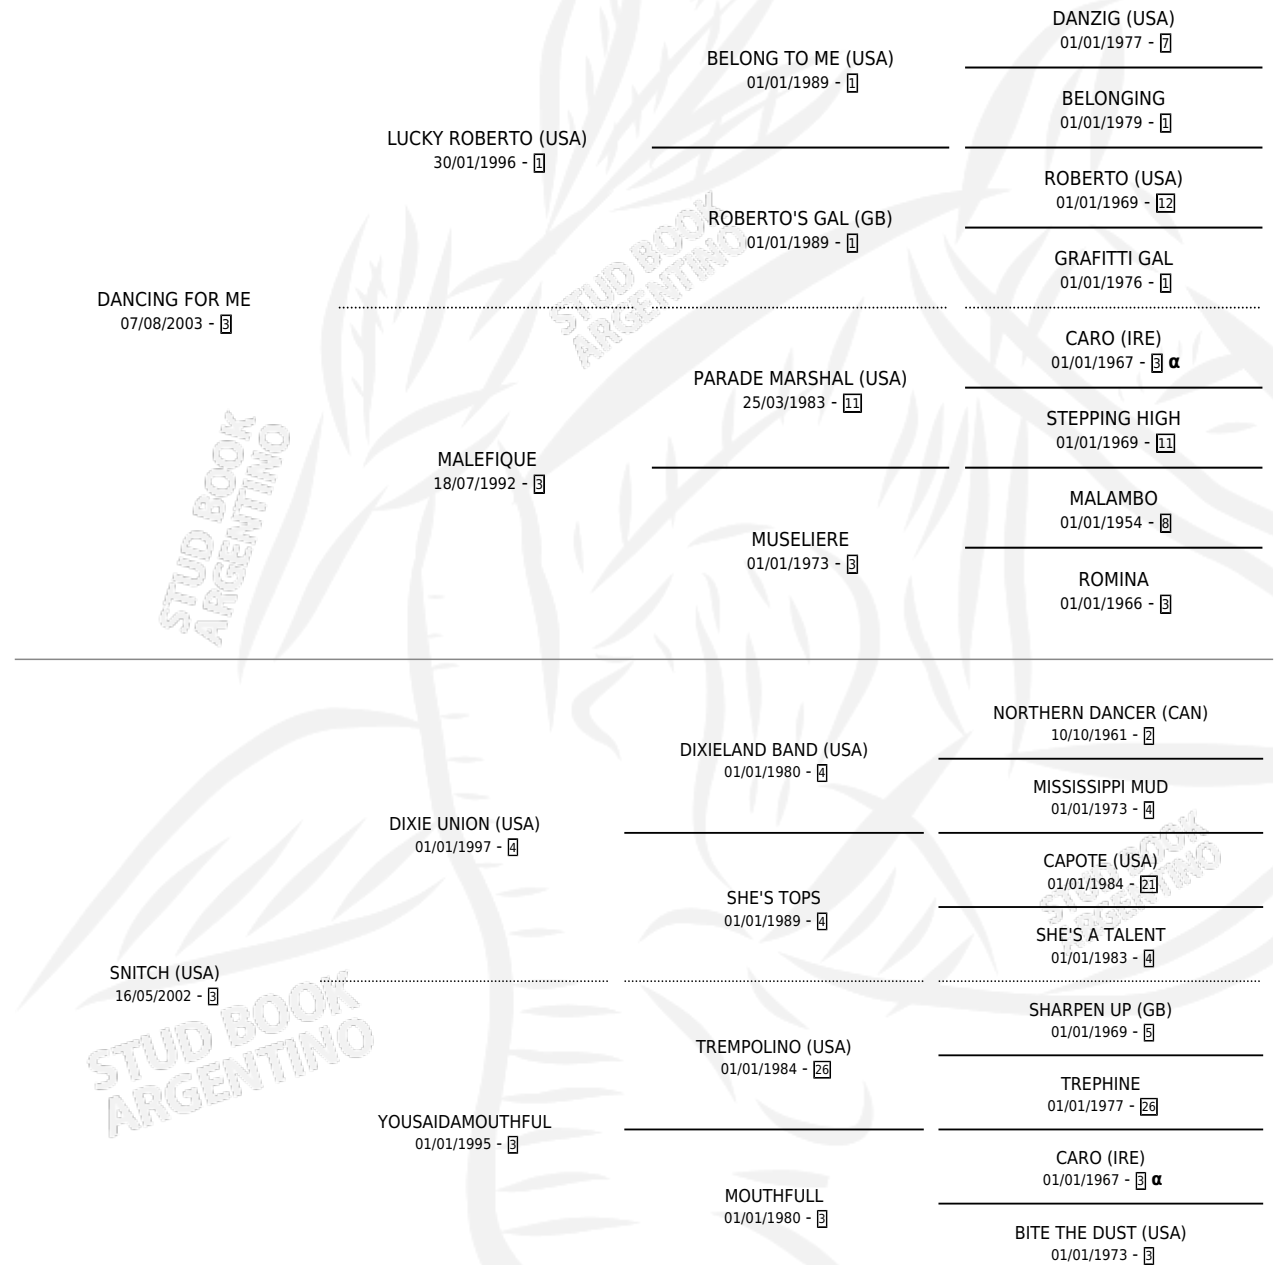 DANZIG (USA)
01/01/1977 - 7
BELONG TO ME (USA)
01/01/1989 - 1
BELONGING
01/01/1979 - 1
LUCKY ROBERTO (USA)
30/01/1996 - 1
ROBERTO (USA)
01/01/1969 - 12
ROBERTO'S GAL (GB)
01/01/1989 - 1
GRAFITTI GAL
01/01/1976 - 1
DANCING FOR ME
07/08/2003 - 3
CARO (IRE)
01/01/1967 - 3 α
PARADE MARSHAL (USA)
25/03/1983 - 11
STEPPING HIGH
01/01/1969 - 11
MALEFIQUE
18/07/1992 - 3
MALAMBO
01/01/1954 - 8
MUSELIERE
01/01/1973 - 3
ROMINA
01/01/1966 - 3
STUD BOOK
ARGENTINO
STUD BOOK
ARGENTINO
NORTHERN DANCER (CAN)
10/10/1961 - 2
DIXIELAND BAND (USA)
01/01/1980 - 4
MISSISSIPPI MUD
01/01/1973 - 4
DIXIE UNION (USA)
01/01/1997 - 4
CAPOTE (USA)
01/01/1984 - 21
SHE'S TOPS
01/01/1989 - 4
SHE'S A TALENT
01/01/1983 - 4
SNITCH (USA)
16/05/2002 - 3
SHARPEN UP (GB)
01/01/1969 - 5
TREMPOLINO (USA)
01/01/1984 - 26
TREPHINE
01/01/1977 - 26
YOUSAIDAMOUTHFUL
01/01/1995 - 3
CARO (IRE)
01/01/1967 - 3 α
MOUTHFULL
01/01/1980 - 3
BITE THE DUST (USA)
01/01/1973 - 3
STUD BOOK
ARGENTINO
STUD BOOK
ARGENTINO